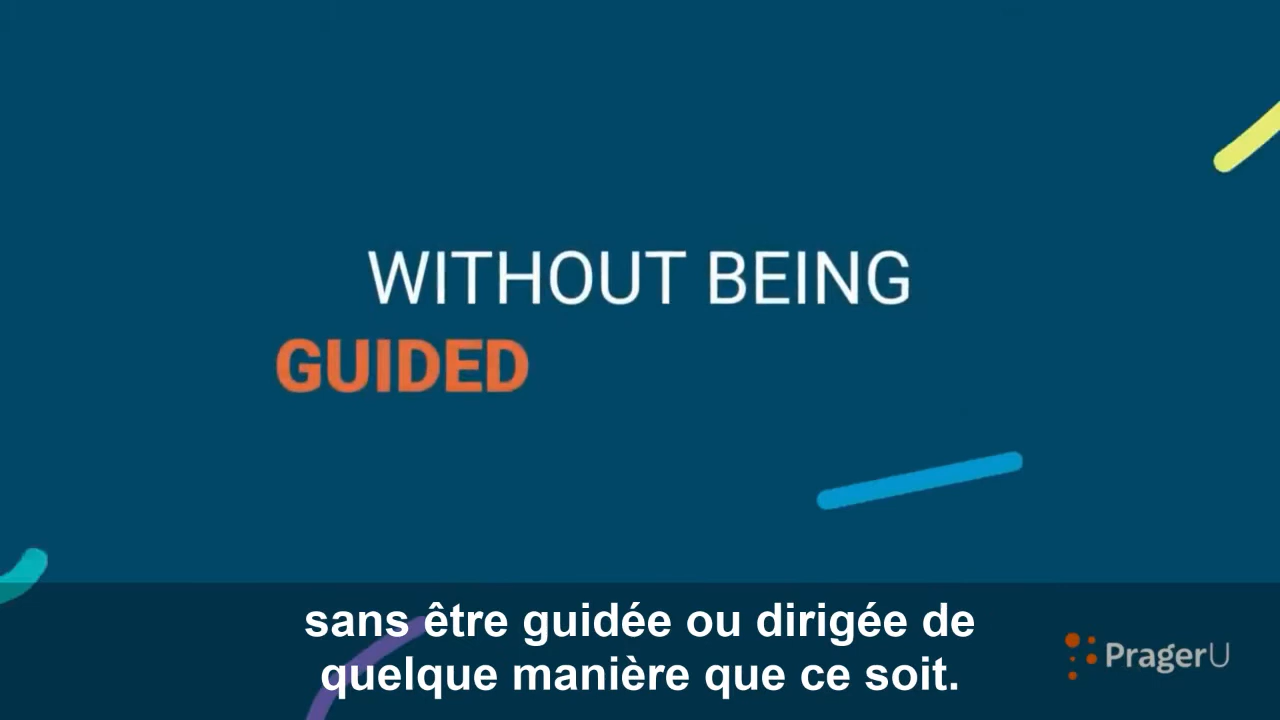 WITHOUT BEING
GUIDED
sans être guidée ou dirigée de
quelque manière que ce soit.
PragerU